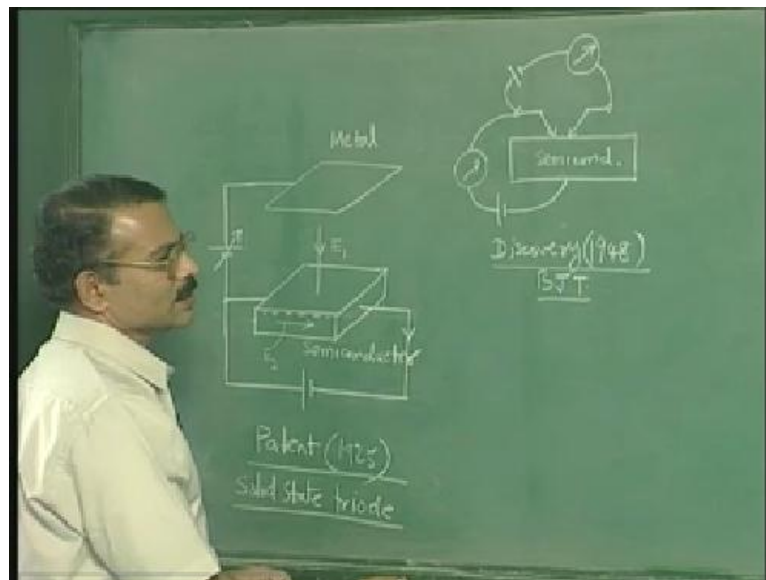 Metal
E₁
E₂
Semiconductor
Patent (1925)
Solid State triode
Semicond.
Discovery (1948)
BJT